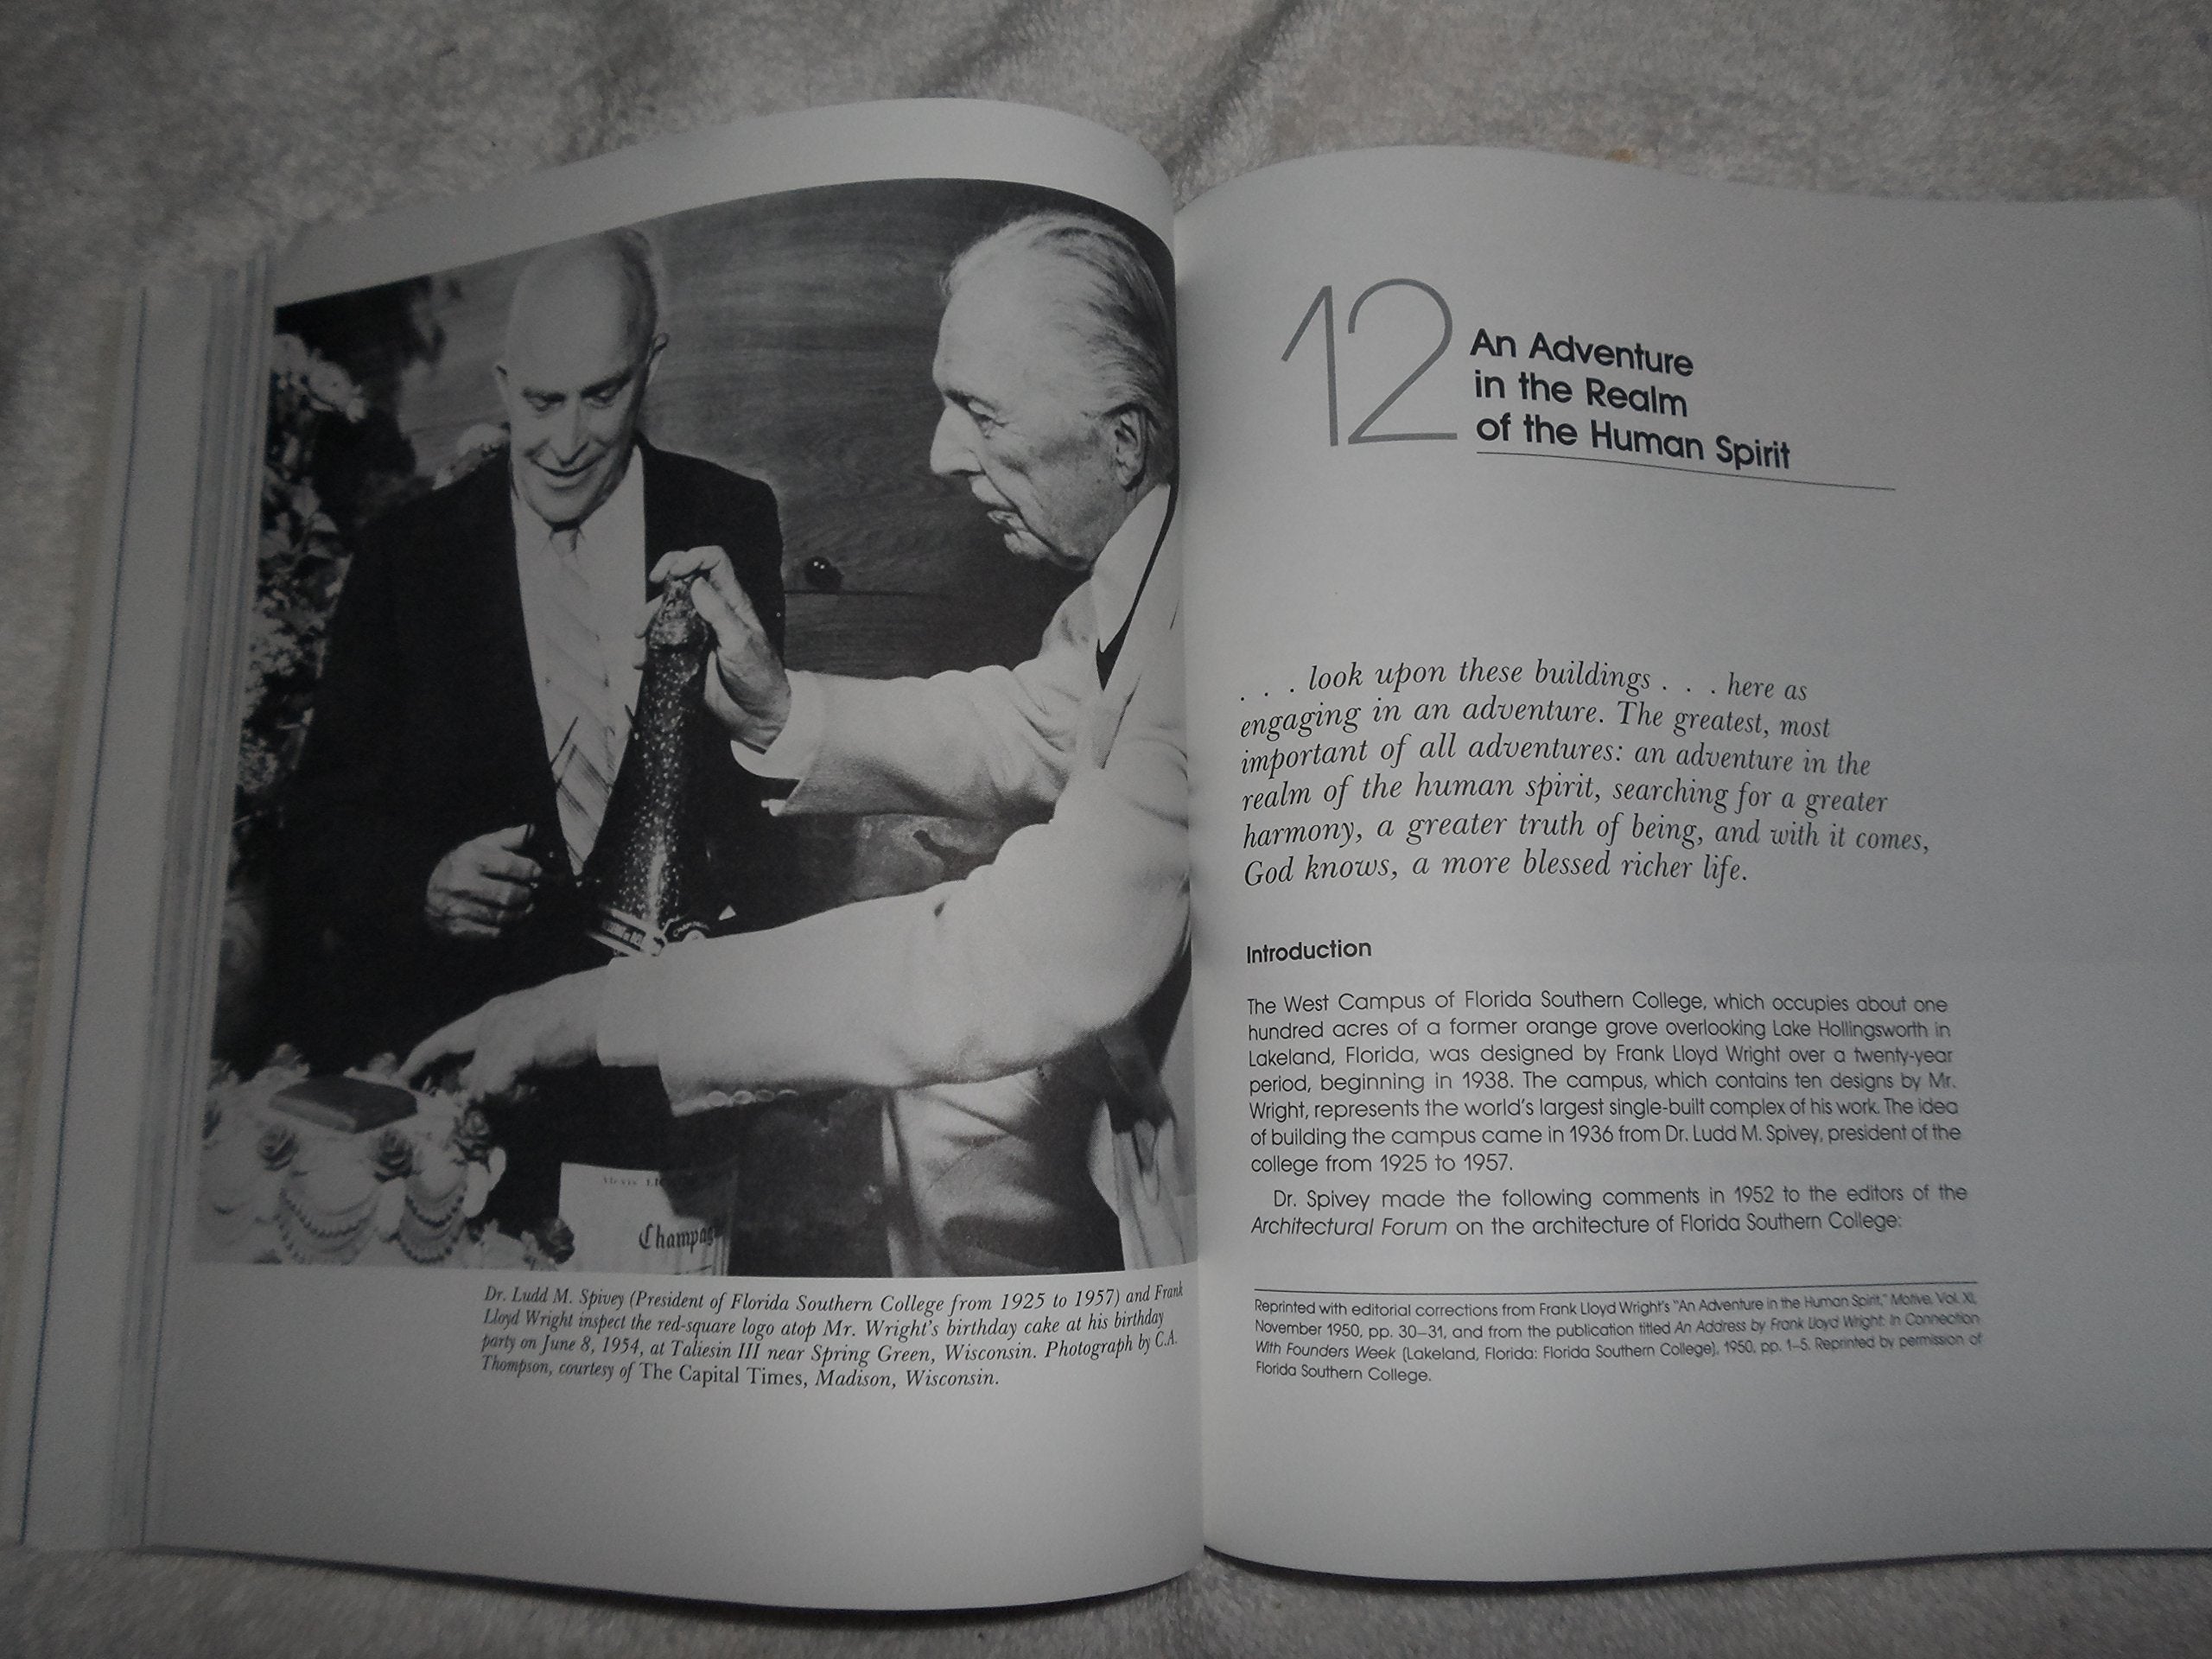 Champag
Dr. Ludd M. Spivey (President of Florida Southern College from 1925 to 1957) and Frank
Lloyd Wright inspect the red-square logo atop Mr. Wright's birthday cake at his birthday
party on June 8, 1954, at Taliesin III near Spring Green, Wisconsin. Photograph by C.A.
Thompson, courtesy of The Capital Times, Madison, Wisconsin.
12
An Adventure
in the Realm
of the Human Spirit
. . . look upon these buildings . . . here as
engaging in an adventure. The greatest, most
important of all adventures: an adventure in the
realm of the human spirit, searching for a greater
harmony, a greater truth of being, and with it comes,
God knows, a more blessed richer life.
Introduction
The West Campus of Florida Southern College, which occupies about one
hundred acres of a former orange grove overlooking Lake Hollingsworth in
Lakeland, Florida, was designed by Frank Lloyd Wright over a twenty-year
period, beginning in 1938. The campus, which contains ten designs by Mr.
Wright, represents the world's largest single-built complex of his work. The idea
of building the campus came in 1936 from Dr. Ludd M. Spivey, president of the
college from 1925 to 1957.
Dr. Spivey made the following comments in 1952 to the editors of the
Architectural Forum on the architecture of Florida Southern College:
Reprinted with editorial corrections from Frank Lloyd Wright's "An Adventure in the Human Spirit," Motive, Vol. XI,
November 1950, pp. 30–31, and from the publication titled An Address by Frank Lloyd Wright: In Connection
With Founders Week (Lakeland, Florida: Florida Southern College), 1950, pp. 1–5. Reprinted by permission of
Florida Southern College.